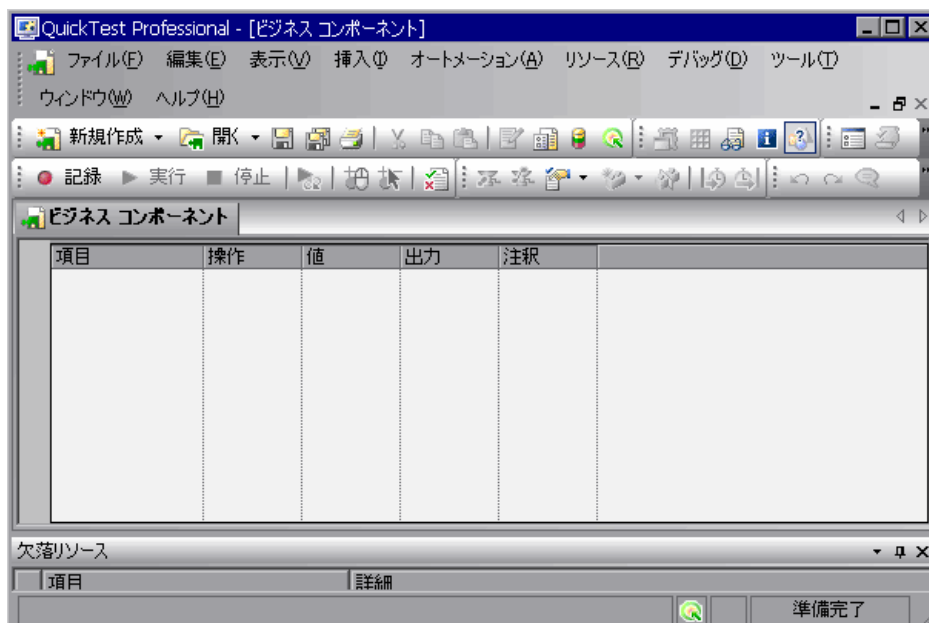 QuickTest Professional - [ビジネス コンポーネント]
ファイル(F) 編集(E) 表示(V) 挿入(I) オートメーション(A) リソース(R) デバッグ(D) ツール(T)
ウィンドウ(W) ヘルプ(H)
新規作成 開く
記録 実行 停止
ビジネス コンポーネント
項目 操作 値 出力 注釈
欠落リソース
項目 詳細
準備完了